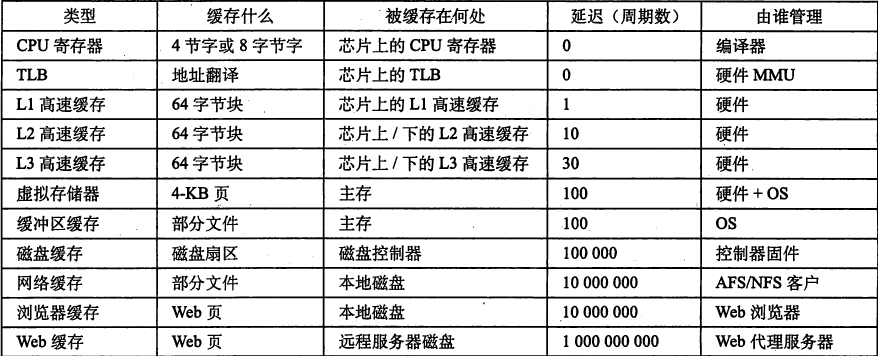 类型 缓存什么 被缓存在何处 延迟（周期数） 由谁管理
CPU 寄存器 4 节字或 8 字节字 芯片上的 CPU 寄存器 0 编译器
TLB 地址翻译 芯片上的 TLB 0 硬件 MMU
L1 高速缓存 64 字节块 芯片上的 L1 高速缓存 1 硬件
L2 高速缓存 64 字节块 芯片上 / 下的 L2 高速缓存 10 硬件
L3 高速缓存 64 字节块 芯片上 / 下的 L3 高速缓存 30 硬件
虚拟存储器 4-KB 页 主存 100 硬件 + OS
缓冲区缓存 部分文件 主存 100 OS
磁盘缓存 磁盘扇区 磁盘控制器 100 000 控制器固件
网络缓存 部分文件 本地磁盘 10 000 000 AFS/NFS 客户
浏览器缓存 Web 页 本地磁盘 10 000 000 Web 浏览器
Web 缓存 Web 页 远程服务器磁盘 1 000 000 000 Web 代理服务器